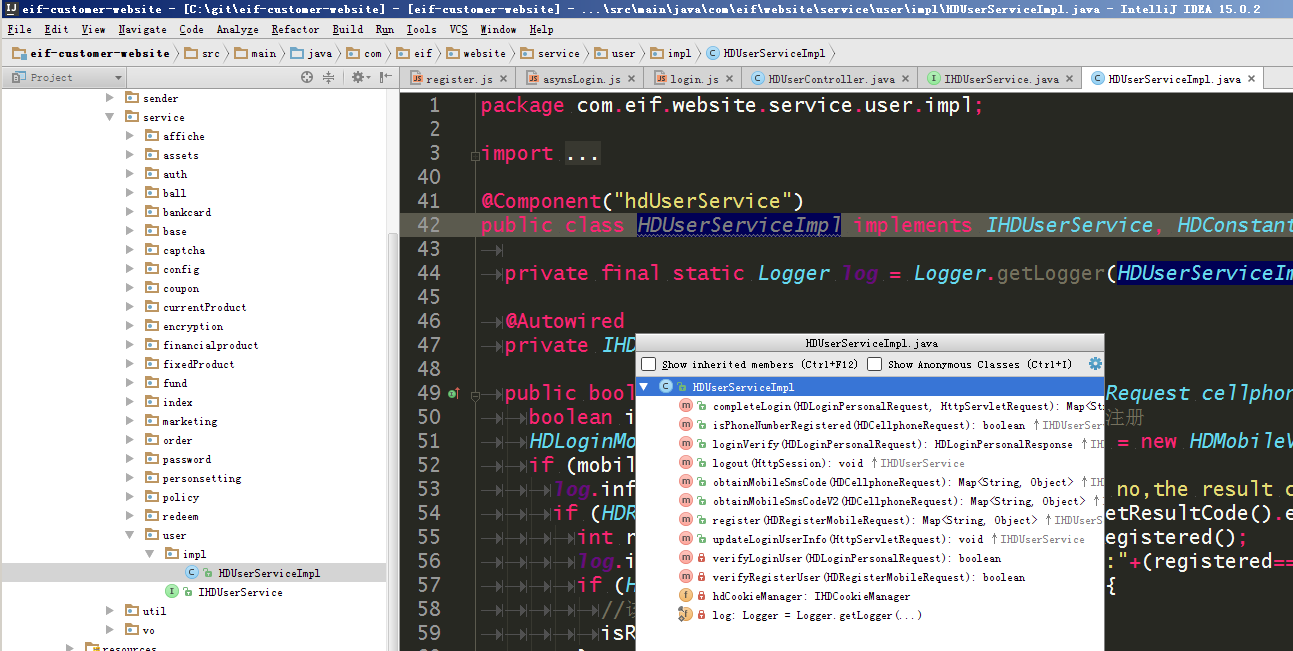 eif-customer-website - [C:\git\eif-customer-website] - [eif-customer-website] - ...\src\main\java\com\eif\website\service\user\impl\HDUserServiceImpl.java - IntelliJ IDEA 15.0.2
File Edit View Navigate Code Analyze Refactor Build Run Tools VCS Window Help
eif-customer-website src main java com eif website service user impl HDUserServiceImpl
Project
register.js asynsLogin.js login.js HDUserController.java IHDUserService.java HDUserServiceImpl.java
sender
service
affiche
assets
auth
ball
bankcard
base
captcha
config
coupon
currentProduct
encryption
financialproduct
fixedProduct
fund
index
marketing
order
password
personsetting
policy
redeem
user
impl
HDUserServiceImpl
IHDUserService
util
vo
resources
1 package com.eif.website.service.user.impl;
2
3 import ...
40
41 @Component("hdUserService")
42 public class HDUserServiceImpl implements IHDUserService, HDConstant
43
44 private final static Logger log = Logger.getLogger(HDUserServiceIm
45
46 @Autowired
47 private IHD
48
49 public bool Request cellphon
50 boolean i 注册
51 HDLoginMo = new HDMobileV
52 if (mobil
53 log.inf no,the result c
54 if (HDR etResultCode().e
55 int r egistered();
56 log.i :"+(registered==
57 if (H {
58 //
59 isR
HDUserServiceImpl.java
Show inherited members (Ctrl+F12) Show Anonymous Classes (Ctrl+I)
HDUserServiceImpl
completeLogin(HDLoginPersonalRequest, HttpServletRequest): Map<St
isPhoneNumberRegistered(HDCellphoneRequest): boolean ↑IHDUserSer
loginVerify(HDLoginPersonalRequest): HDLoginPersonalResponse ↑IH
logout(HttpSession): void ↑IHDUserService
obtainMobileSmsCode(HDCellphoneRequest): Map<String, Object> ↑IH
obtainMobileSmsCodeV2(HDCellphoneRequest): Map<String, Object> ↑
register(HDRegisterMobileRequest): Map<String, Object> ↑IHDUserS
updateLoginUserInfo(HttpServletRequest): void ↑IHDUserService
verifyLoginUser(HDLoginPersonalRequest): boolean
verifyRegisterUser(HDRegisterMobileRequest): boolean
hdCookieManager: IHDCookieManager
log: Logger = Logger.getLogger(...)